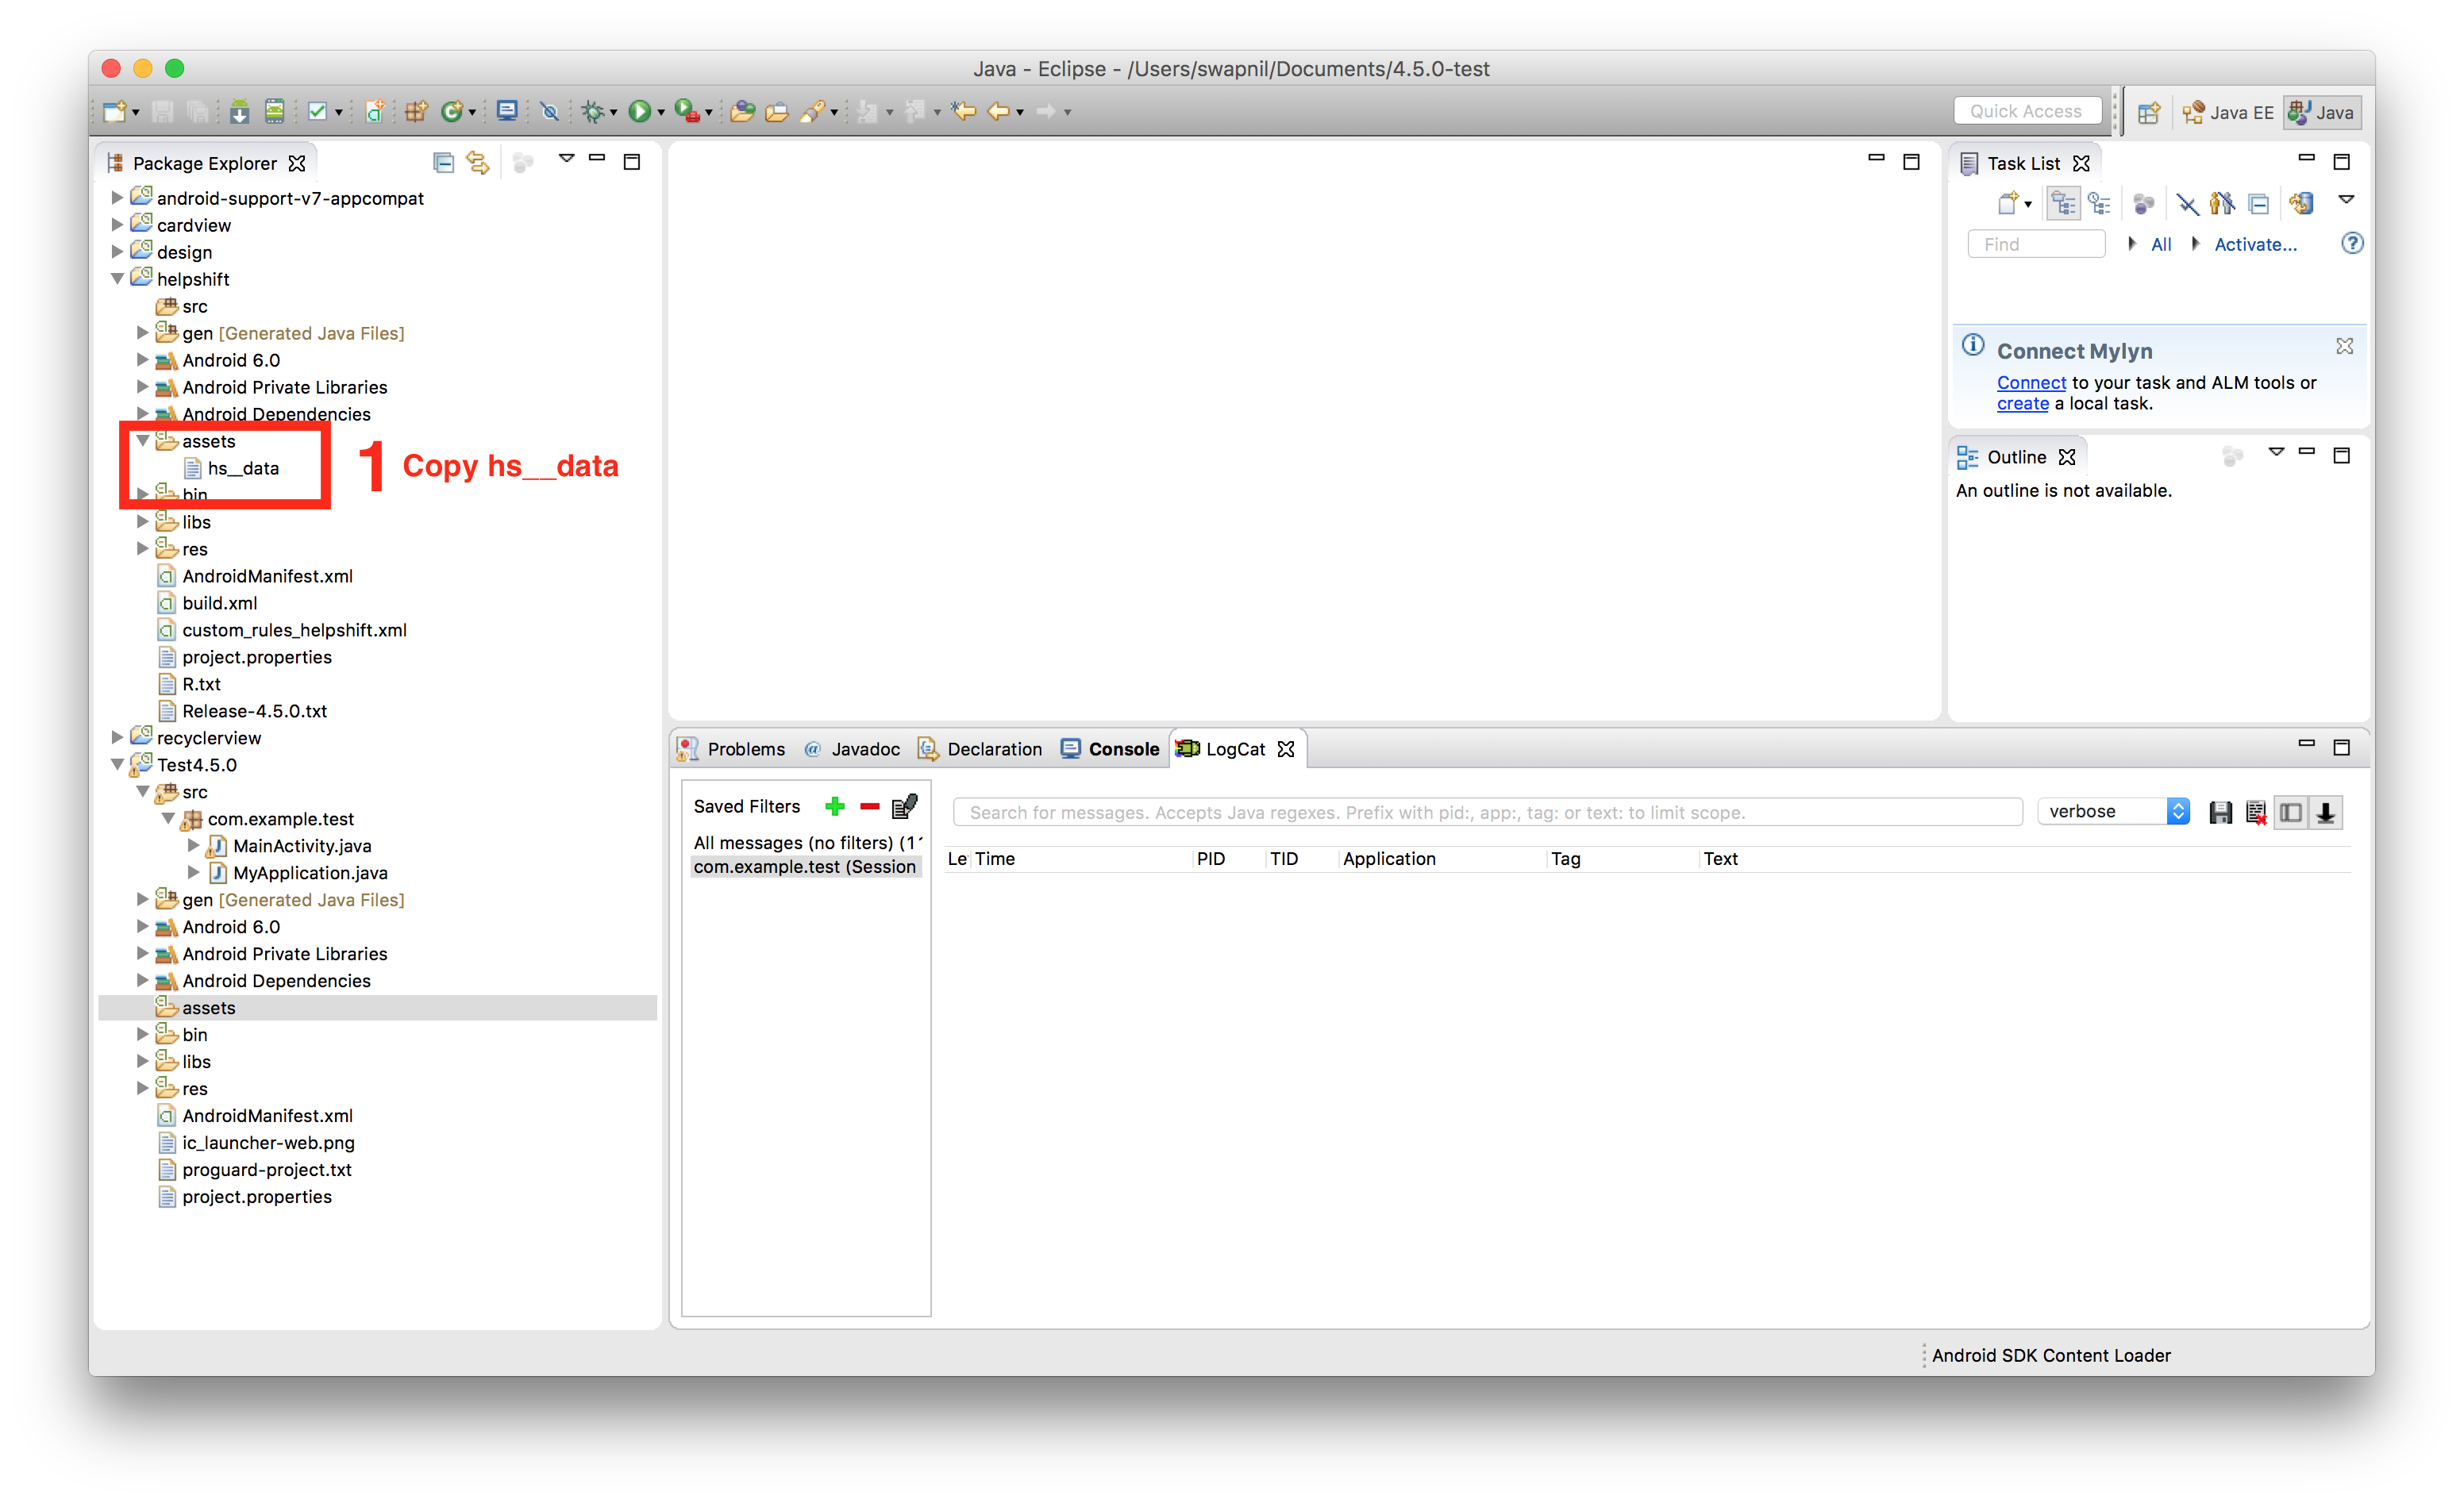 Java - Eclipse - /Users/swapnil/Documents/4.5.0-test
Quick Access
Java EE
Java
Package Explorer
android-support-v7-appcompat
cardview
design
helpshift
src
gen [Generated Java Files]
Android 6.0
Android Private Libraries
Android Dependencies
assets
hs__data
1 Copy hs__data
bin
libs
res
AndroidManifest.xml
build.xml
custom_rules_helpshift.xml
project.properties
R.txt
Release-4.5.0.txt
recyclerview
Test4.5.0
src
com.example.test
MainActivity.java
MyApplication.java
gen [Generated Java Files]
Android 6.0
Android Private Libraries
Android Dependencies
assets
bin
libs
res
AndroidManifest.xml
ic_launcher-web.png
proguard-project.txt
project.properties
Task List
Find
All
Activate...
Connect Mylyn
Connect to your task and ALM tools or
create a local task.
Outline
An outline is not available.
Problems
Javadoc
Declaration
Console
LogCat
Saved Filters
All messages (no filters) (1
com.example.test (Session
Search for messages. Accepts Java regexes. Prefix with pid:, app:, tag: or text: to limit scope.
verbose
Le Time PID TID Application Tag Text
Android SDK Content Loader